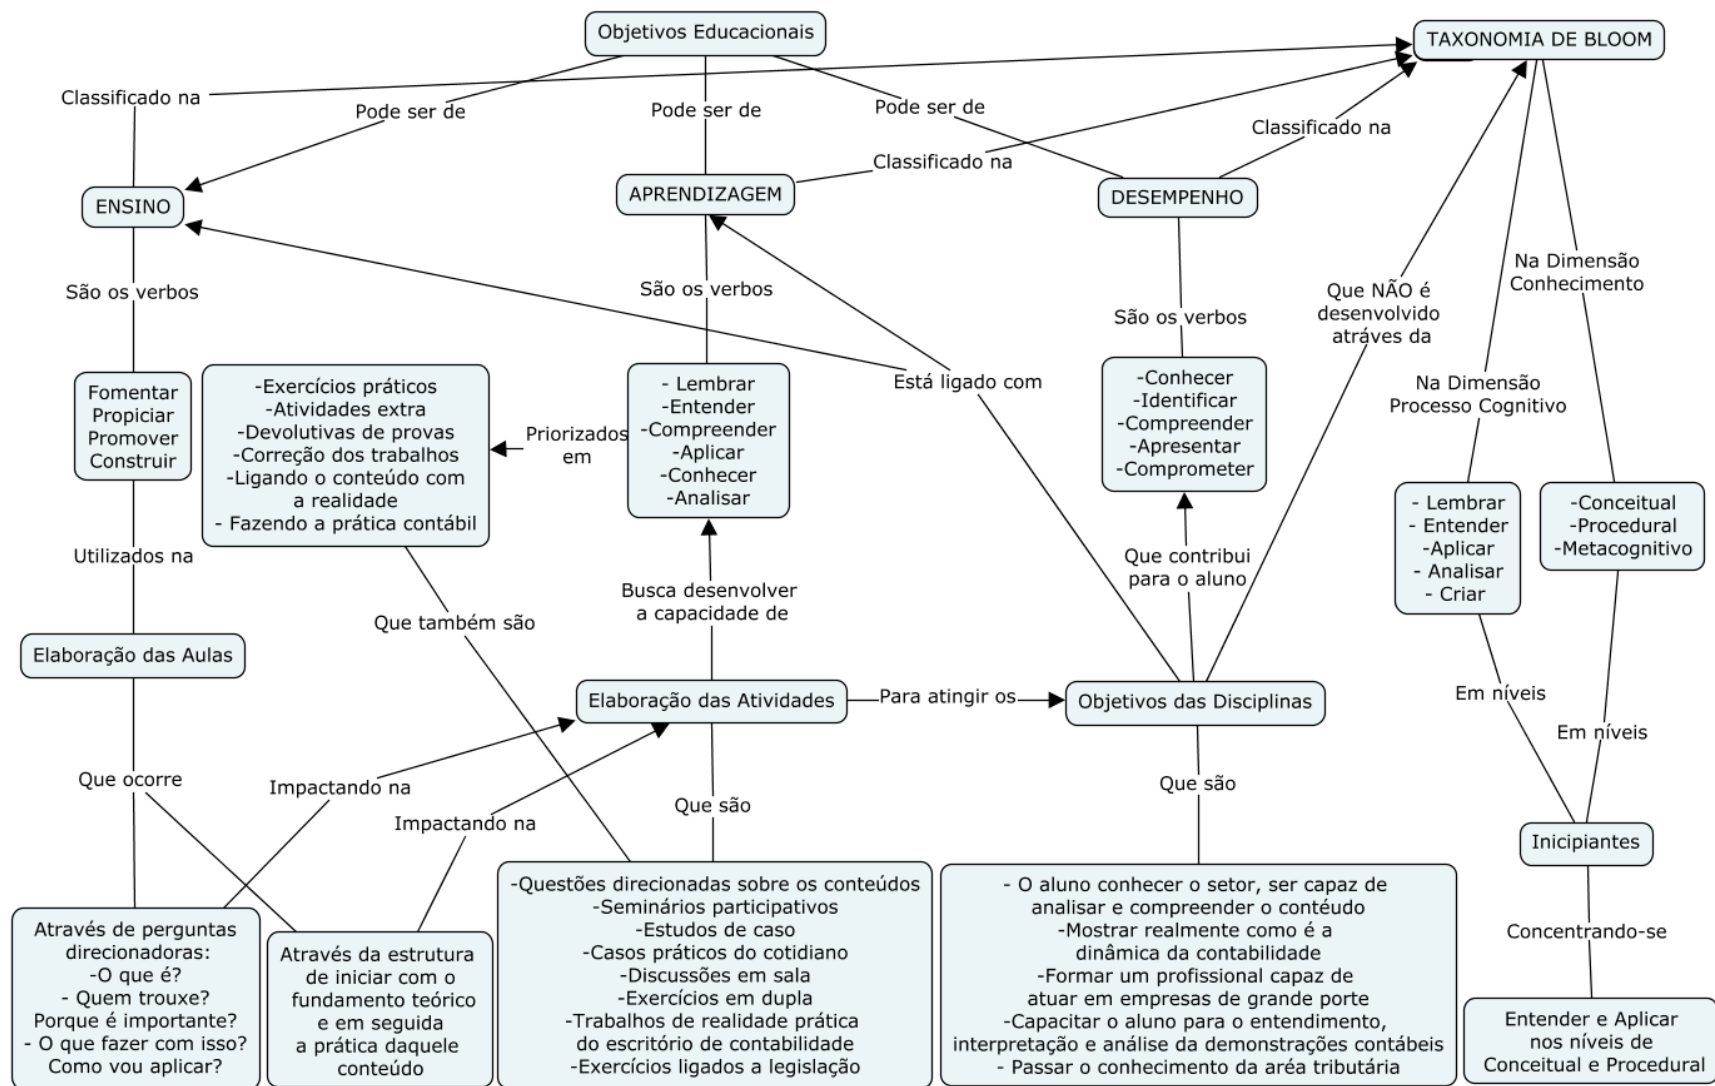 Objetivos Educacionais
TAXONOMIA DE BLOOM
Classificado na
Pode ser de
Pode ser de
Pode ser de
Classificado na
Classificado na
ENSINO
APRENDIZAGEM
DESEMPENHO
São os verbos
São os verbos
São os verbos
Que NÃO é
desenvolvido
atráves da
Na Dimensão
Conhecimento
Na Dimensão
Processo Cognitivo
Fomentar
Propiciar
Promover
Construir
-Exercícios práticos
-Atividades extra
-Devolutivas de provas
-Correção dos trabalhos
-Ligando o conteúdo com
a realidade
- Fazendo a prática contábil
Priorizados
em
- Lembrar
-Entender
-Compreender
-Aplicar
-Conhecer
-Analisar
Está ligado com
-Conhecer
-Identificar
-Compreender
-Apresentar
-Comprometer
- Lembrar
- Entender
-Aplicar
- Analisar
- Criar
-Conceitual
-Procedural
-Metacognitivo
Utilizados na
Que também são
Busca desenvolver
a capacidade de
Que contribui
para o aluno
Elaboração das Aulas
Elaboração das Atividades
Para atingir os
Objetivos das Disciplinas
Em níveis
Em níveis
Que ocorre
Impactando na
Impactando na
Que são
Que são
Inicipiantes
Através de perguntas
direcionadoras:
-O que é?
- Quem trouxe?
Porque é importante?
- O que fazer com isso?
Como vou aplicar?
Através da estrutura
de iniciar com o
fundamento teórico
e em seguida
a prática daquele
conteúdo
-Questões direcionadas sobre os conteúdos
-Seminários participativos
-Estudos de caso
-Casos práticos do cotidiano
-Discussões em sala
-Exercícios em dupla
-Trabalhos de realidade prática
do escritório de contabilidade
-Exercícios ligados a legislação
- O aluno conhecer o setor, ser capaz de
analisar e compreender o contéudo
-Mostrar realmente como é a
dinâmica da contabilidade
-Formar um profissional capaz de
atuar em empresas de grande porte
-Capacitar o aluno para o entendimento,
interpretação e análise da demonstrações contábeis
- Passar o conhecimento da aréa tributária
Concentrando-se
Entender e Aplicar
nos níveis de
Conceitual e Procedural